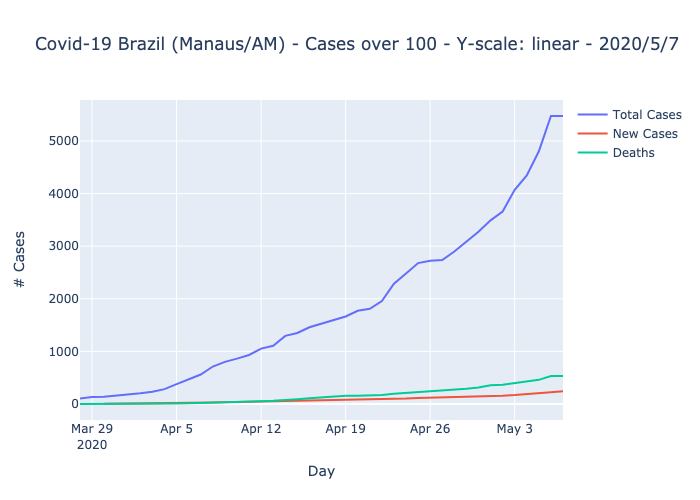 Covid-19 Brazil (Manaus/AM) - Cases over 100 - Y-scale: linear - 2020/5/7
Total Cases
New Cases
Deaths
# Cases
5000
4000
3000
2000
1000
0
Mar 29 Apr 5 Apr 12 Apr 19 Apr 26 May 3
2020
Day